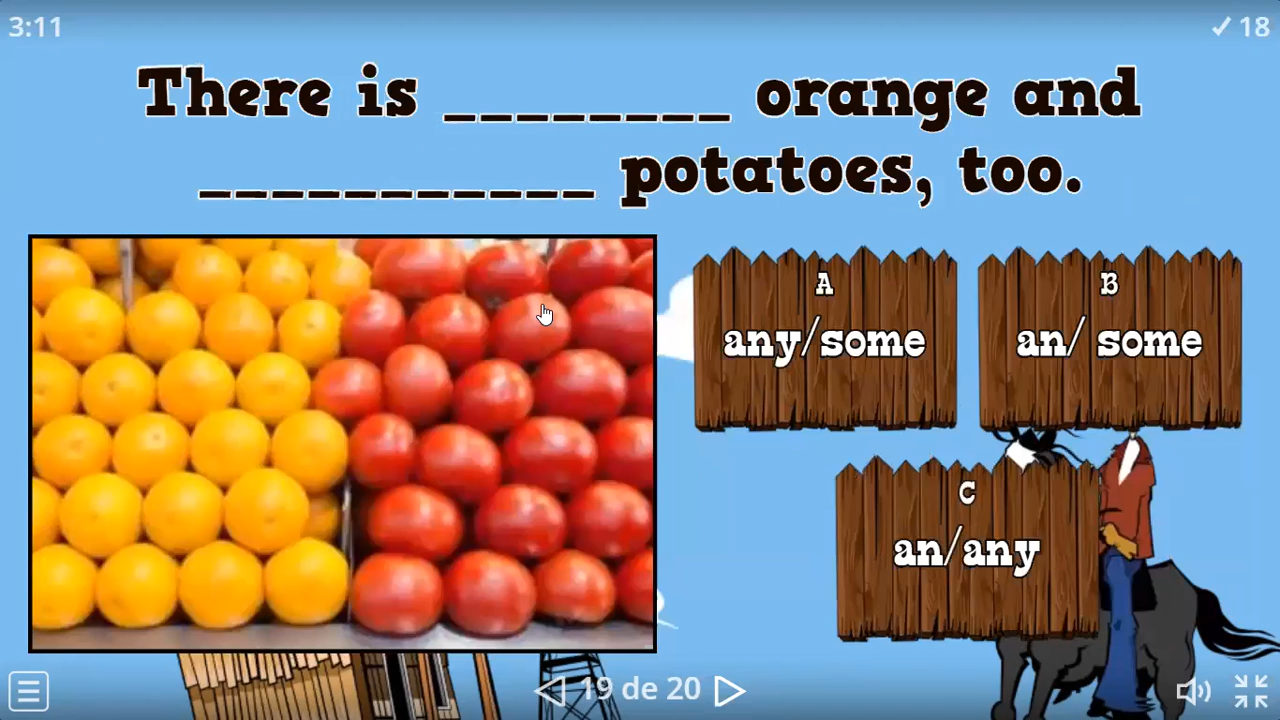 3:11
✓ 18
There is ________ orange and
___________ potatoes, too.
A
any/some
B
an/ some
C
an/any
19 de 20